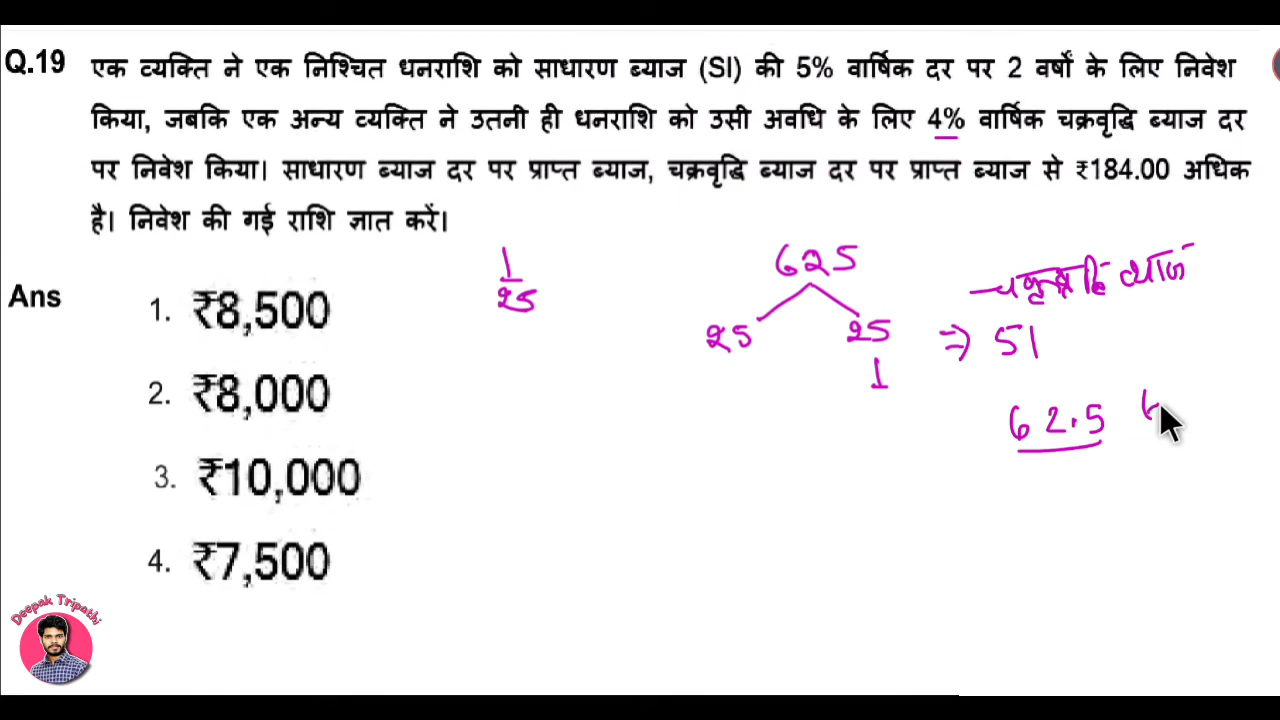 Q.19 एक व्यक्ति ने एक निश्चित धनराशि को साधारण ब्याज (SI) की 5% वार्षिक दर पर 2 वर्षों के लिए निवेश
किया, जबकि एक अन्य व्यक्ति ने उतनी ही धनराशि को उसी अवधि के लिए 4% वार्षिक चक्रवृद्धि ब्याज दर
पर निवेश किया। साधारण ब्याज दर पर प्राप्त ब्याज, चक्रवृद्धि ब्याज दर पर प्राप्त ब्याज से ₹184.00 अधिक
है। निवेश की गई राशि ज्ञात करें।
1/25
625
चक्रवृद्धि ब्याज
25 25 => 51
1
62.5
Ans 1. ₹8,500
2. ₹8,000
3. ₹10,000
4. ₹7,500
Deepak Tripathi